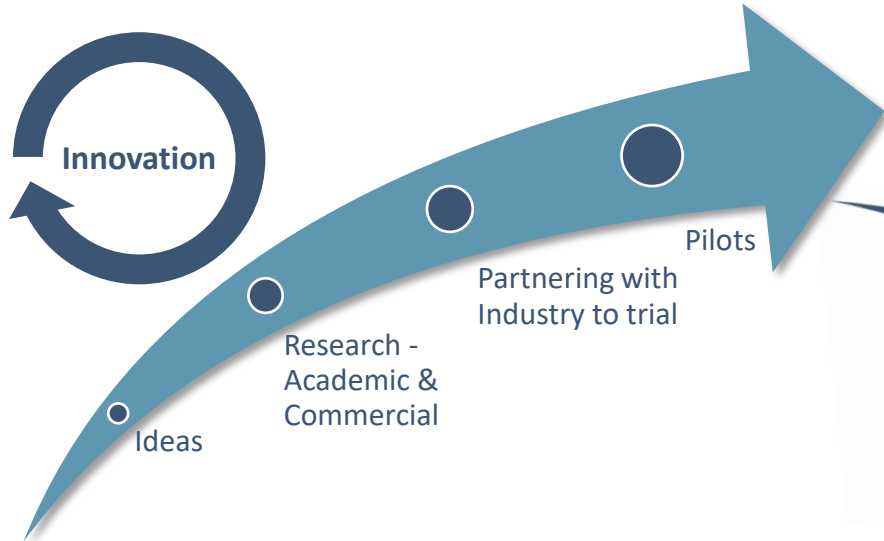 Innovation
Pilots
Partnering with
Industry to trial
Research -
Academic &
Commercial
Ideas